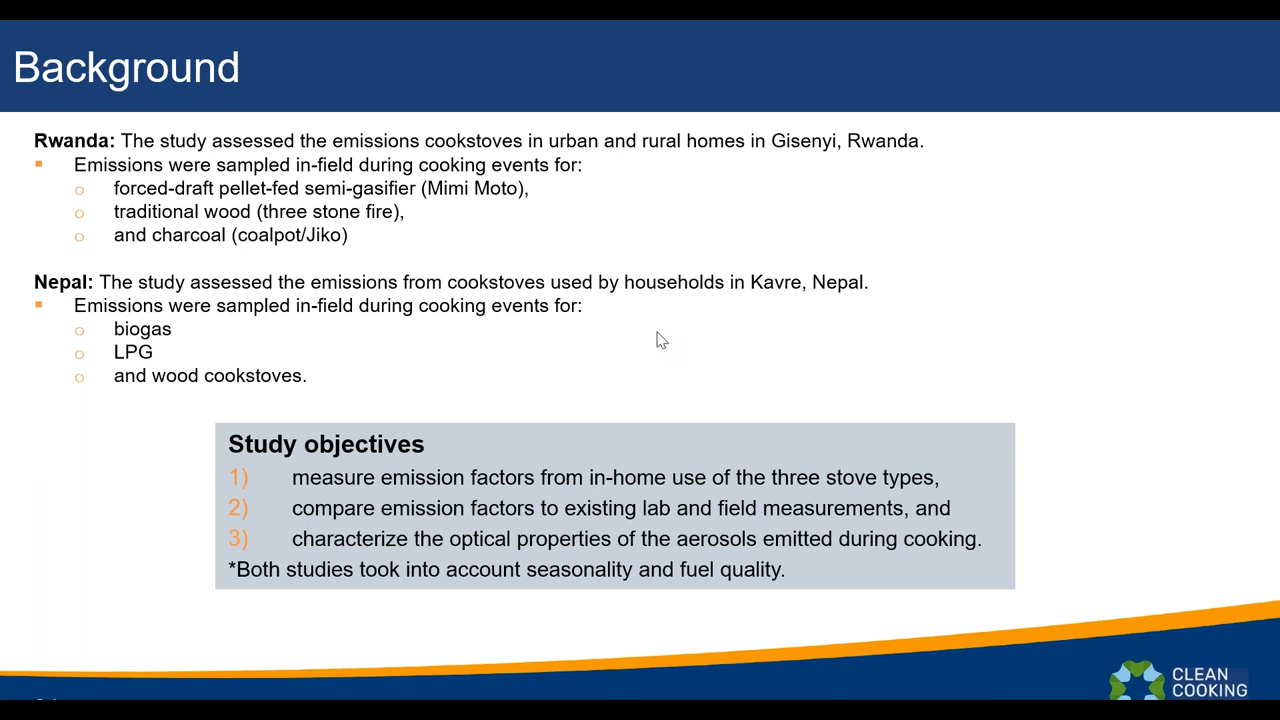 Background
Rwanda: The study assessed the emissions cookstoves in urban and rural homes in Gisenyi, Rwanda.
Emissions were sampled in-field during cooking events for:
forced-draft pellet-fed semi-gasifier (Mimi Moto),
traditional wood (three stone fire),
and charcoal (coalpot/Jiko)
Nepal: The study assessed the emissions from cookstoves used by households in Kavre, Nepal.
Emissions were sampled in-field during cooking events for:
biogas
LPG
and wood cookstoves.
Study objectives
1) measure emission factors from in-home use of the three stove types,
2) compare emission factors to existing lab and field measurements, and
3) characterize the optical properties of the aerosols emitted during cooking.
*Both studies took into account seasonality and fuel quality.
CLEAN
COOKING